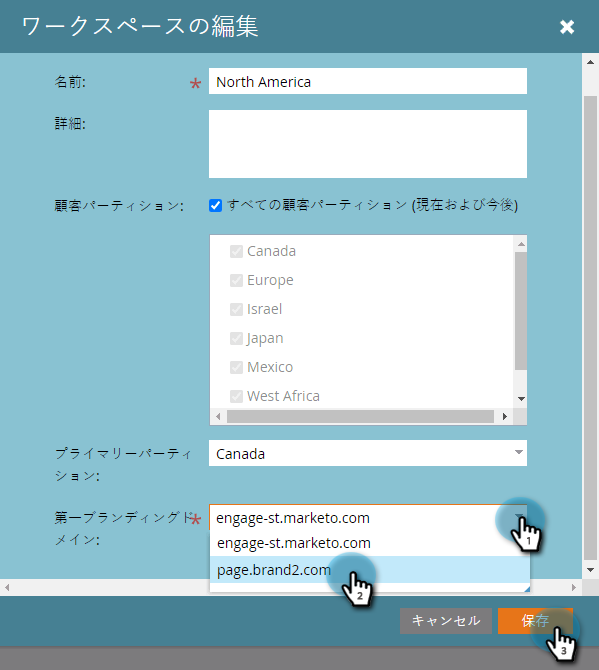 ワークスペースの編集
名前:
North America
詳細:
顧客パーティション:
すべての顧客パーティション (現在および今後)
Canada
Europe
Israel
Japan
Mexico
West Africa
プライマリーパーティ
ション:
Canada
第一ブランディングド
メイン:
engage-st.marketo.com
engage-st.marketo.com
page.brand2.com
1
2
キャンセル
保存
3